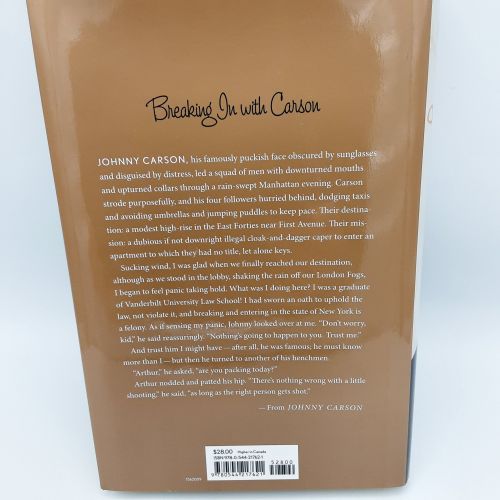 Breaking In with Carson
JOHNNY CARSON, his famously puckish face obscured by sunglasses
and disguised by distress, led a squad of men with downturned mouths
and upturned collars through a rain-swept Manhattan evening. Carson
strode purposefully, and his four followers hurried behind, dodging taxis
and avoiding umbrellas and jumping puddles to keep pace. Their destina-
tion: a modest high-rise in the East Forties near First Avenue. Their mis-
sion: a dubious if not downright illegal cloak-and-dagger caper to enter an
apartment to which they had no title, let alone keys.
Sucking wind, I was glad when we finally reached our destination,
although as we stood in the lobby, shaking the rain off our London Fogs,
I began to feel panic taking hold. What was I doing here? I was a graduate
of Vanderbilt University Law School! I had sworn an oath to uphold the
law, not violate it, and breaking and entering in the state of New York is
a felony. As if sensing my panic, Johnny looked over at me. "Don't worry,
kid," he said reassuringly. "Nothing's going to happen to you. Trust me."
And trust him I might have — after all, he was famous; he must know
more than I — but then he turned to another of his henchmen.
"Arthur," he asked, "are you packing today?"
Arthur nodded and patted his hip. "There's nothing wrong with a little
shooting," he said, "as long as the right person gets shot."
—From JOHNNY CARSON
$28.00 Higher in Canada
ISBN 978-0-544-21762-1
52800
9 780544 217621